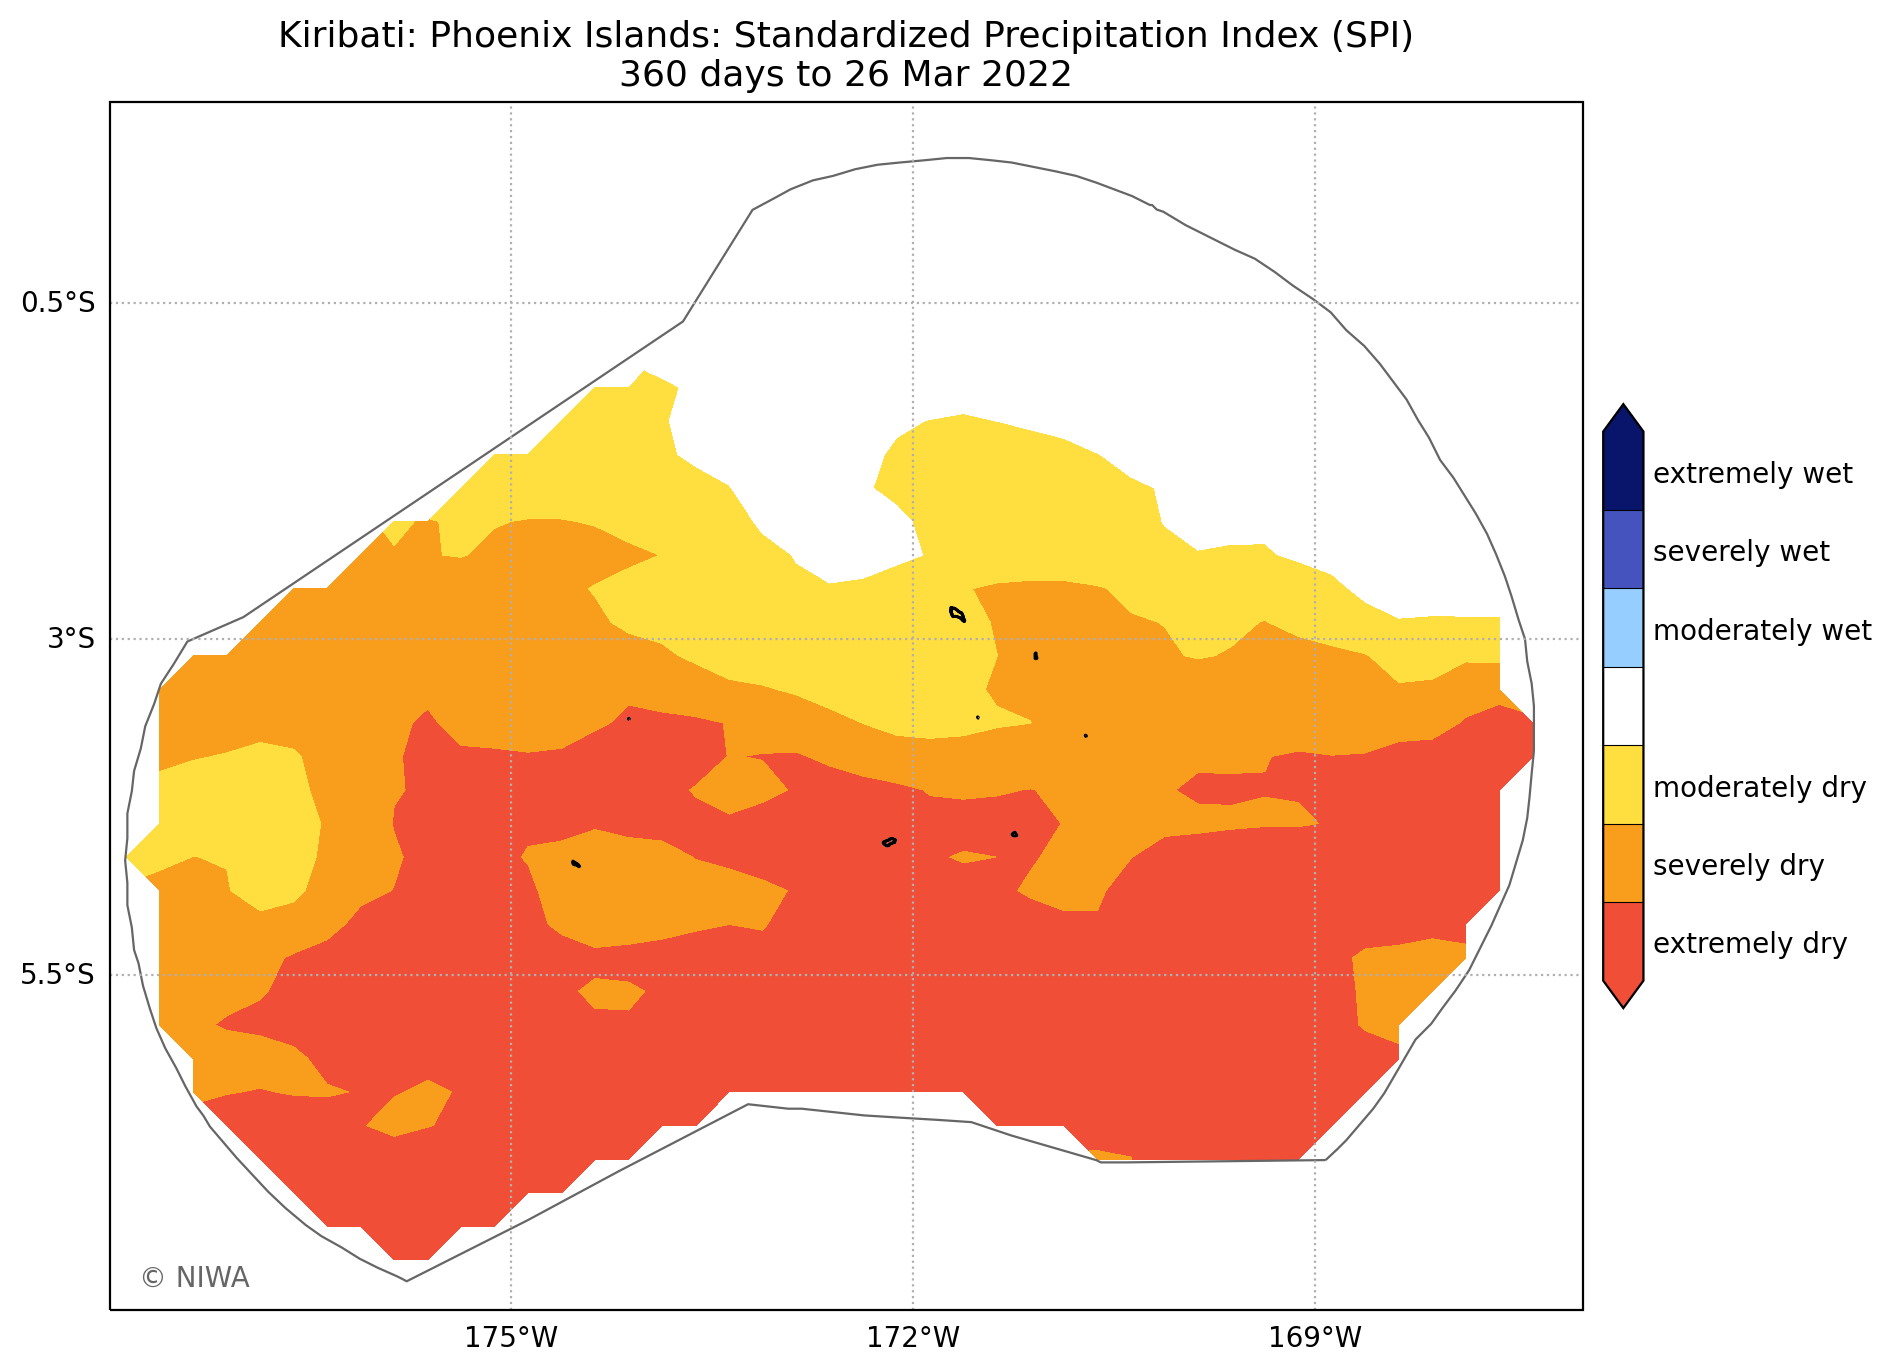 Kiribati: Phoenix Islands: Standardized Precipitation Index (SPI)
360 days to 26 Mar 2022
0.5°S
3°S
5.5°S
175°W
172°W
169°W
extremely wet
severely wet
moderately wet
moderately dry
severely dry
extremely dry
© NIWA